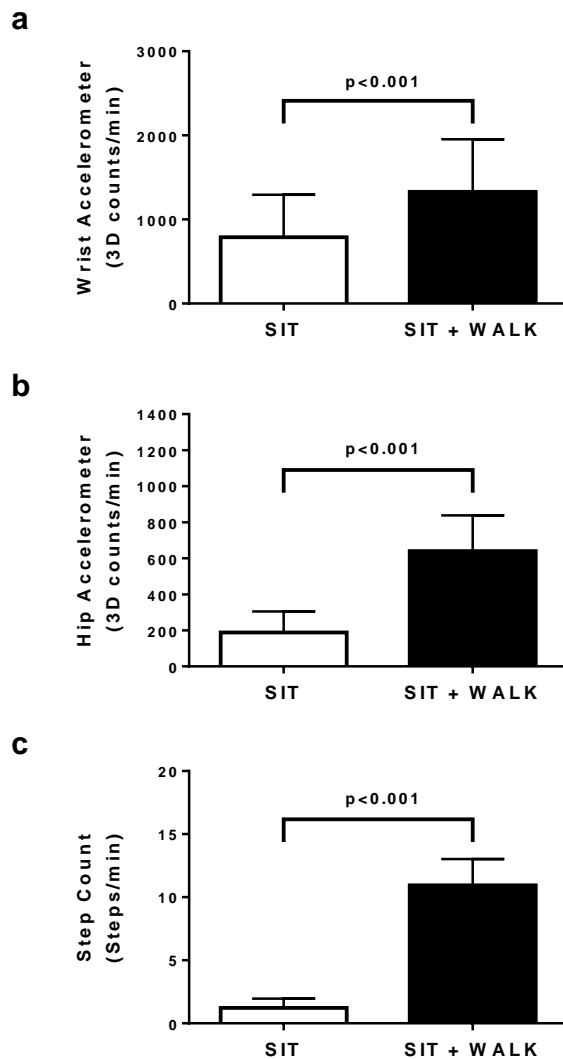 a
Wrist Accelerometer
(3D counts/min)
3000
2000
1000
0
p<0.001
SIT
SIT + WALK
b
Hip Accelerometer
(3D counts/min)
1400
1200
1000
800
600
400
200
0
p<0.001
SIT
SIT + WALK
c
Step Count
(Steps/min)
20
15
10
5
0
p<0.001
SIT
SIT + WALK